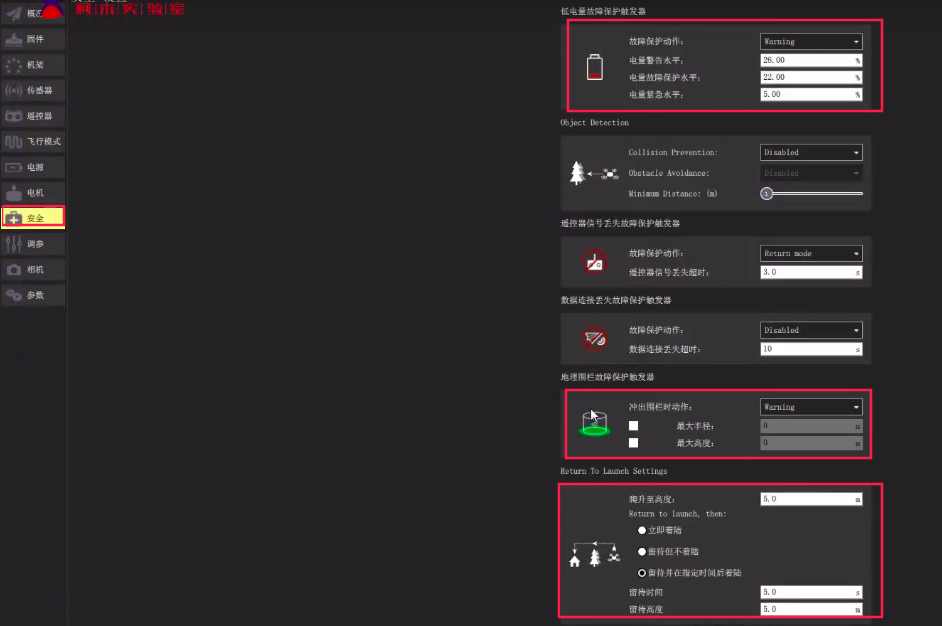 阿|木|实|验|室
概况
固件
机架
传感器
遥控器
飞行模式
电源
电机
安全
调参
相机
参数
低电量故障保护触发器
故障保护动作: Warning
电量警告水平: 26.00 %
电量故障保护水平: 22.00 %
电量紧急水平: 5.00 %
Object Detection
Collision Prevention: Disabled
Obstacle Avoidance: Disabled
Minimum Distance: (m) 1
遥控器信号丢失故障保护触发器
故障保护动作: Return mode
遥控器信号丢失超时: 3.0 s
数据连接丢失故障保护触发器
故障保护动作: Disabled
数据连接丢失超时: 10 s
地理围栏故障保护触发器
冲出围栏时动作: Warning
最大半径: 0 m
最大高度: 0 m
Return To Launch Settings
爬升至高度: 5.0 m
Return to launch, then:
立即着陆
留待但不着陆
留待并在指定时间后着陆
留待时间 5.0 s
留待高度 5.0 m